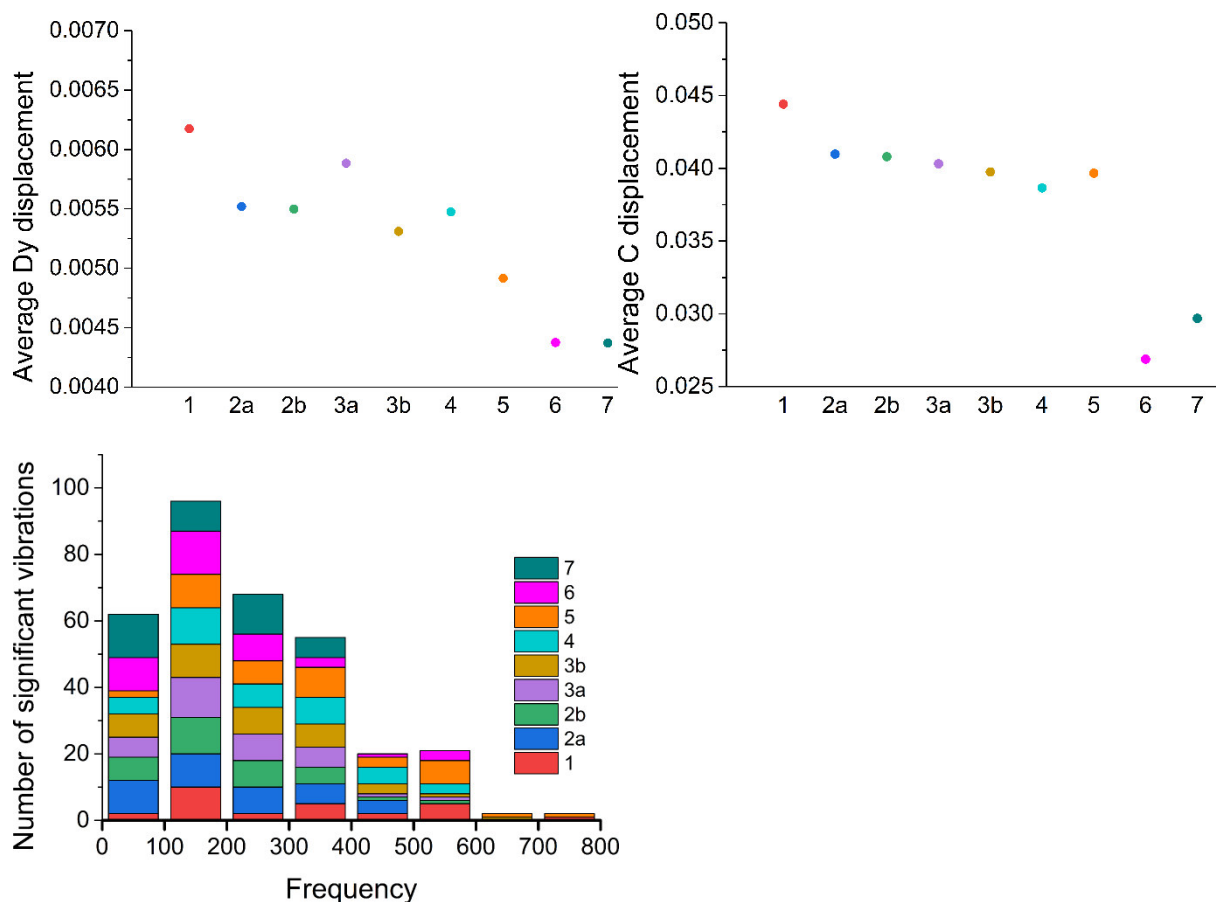 Average Dy displacement
0.0070
0.0065
0.0060
0.0055
0.0050
0.0045
0.0040
1 2a 2b 3a 3b 4 5 6 7
Average C displacement
0.050
0.045
0.040
0.035
0.030
0.025
1 2a 2b 3a 3b 4 5 6 7
Number of significant vibrations
100
80
60
40
20
0
0 100 200 300 400 500 600 700 800
Frequency
7
6
5
4
3b
3a
2b
2a
1